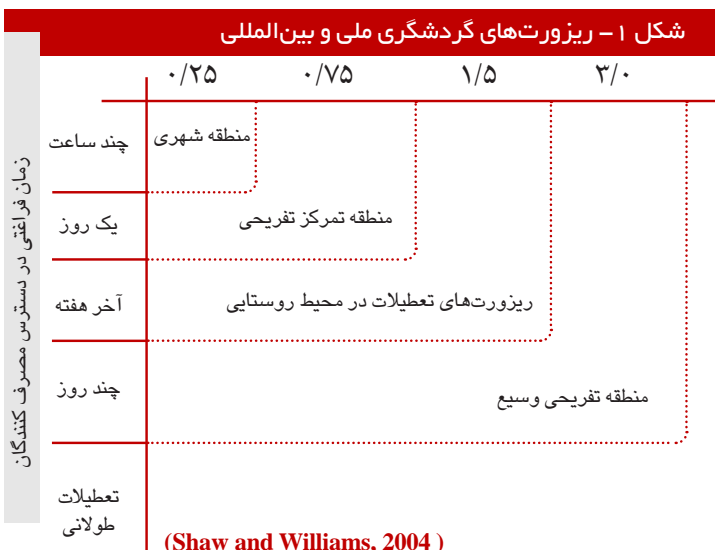 شکل ۱ - ریزورت‌های گردشگری ملی و بین‌المللی
۰/۲۵ ۰/۷۵ ۱/۵ ۳/۰
زمان فراغتی در دسترس مصرف کنندگان
چند ساعت
منطقه شهری
یک روز
منطقه تمرکز تفریحی
آخر هفته
ریزورت‌های تعطیلات در محیط روستایی
چند روز
منطقه تفریحی وسیع
تعطیلات
طولانی
(Shaw and Williams, 2004 )